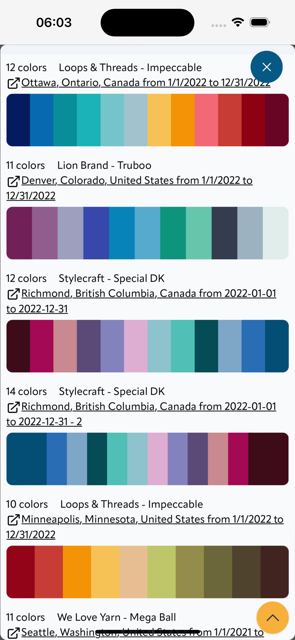 06:03
12 colors Loops & Threads - Impeccable
Ottawa, Ontario, Canada from 1/1/2022 to 12/31/2022
11 colors Lion Brand - Truboo
Denver, Colorado, United States from 1/1/2022 to
12/31/2022
12 colors Stylecraft - Special DK
Richmond, British Columbia, Canada from 2022-01-01
to 2022-12-31
14 colors Stylecraft - Special DK
Richmond, British Columbia, Canada from 2022-01-01
to 2022-12-31 - 2
10 colors Loops & Threads - Impeccable
Minneapolis, Minnesota, United States from 1/1/2022 to
12/31/2022
11 colors We Love Yarn - Mega Ball
Seattle, Washington, United States from 1/1/2021 to